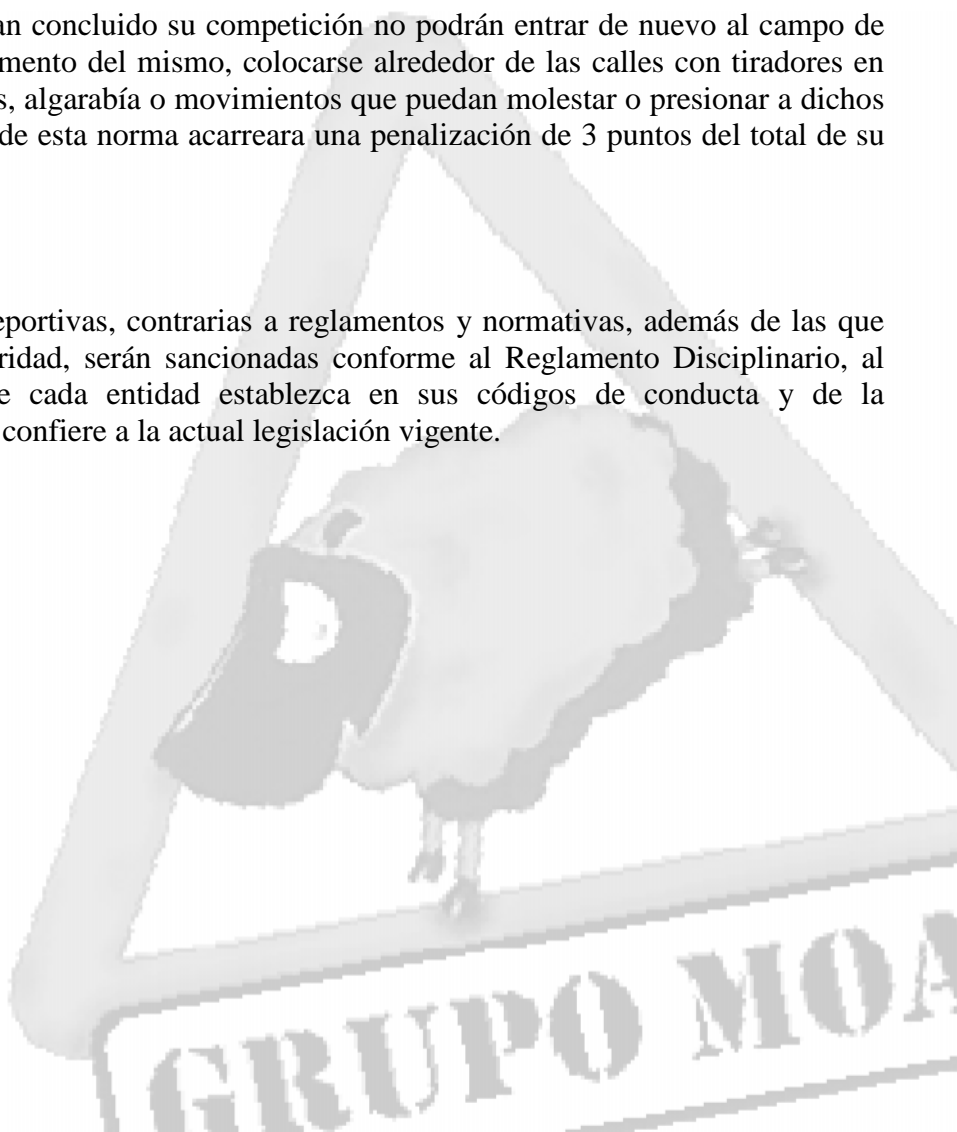 an concluido su competición no podrán entrar de nuevo al campo de
mento del mismo, colocarse alrededor de las calles con tiradores en
s, algarabía o movimientos que puedan molestar o presionar a dichos
de esta norma acarreara una penalización de 3 puntos del total de su
eportivas, contrarias a reglamentos y normativas, además de las que
ridad, serán sancionadas conforme al Reglamento Disciplinario, al
e cada entidad establezca en sus códigos de conducta y de la
confiere a la actual legislación vigente.
GRUPO MOA